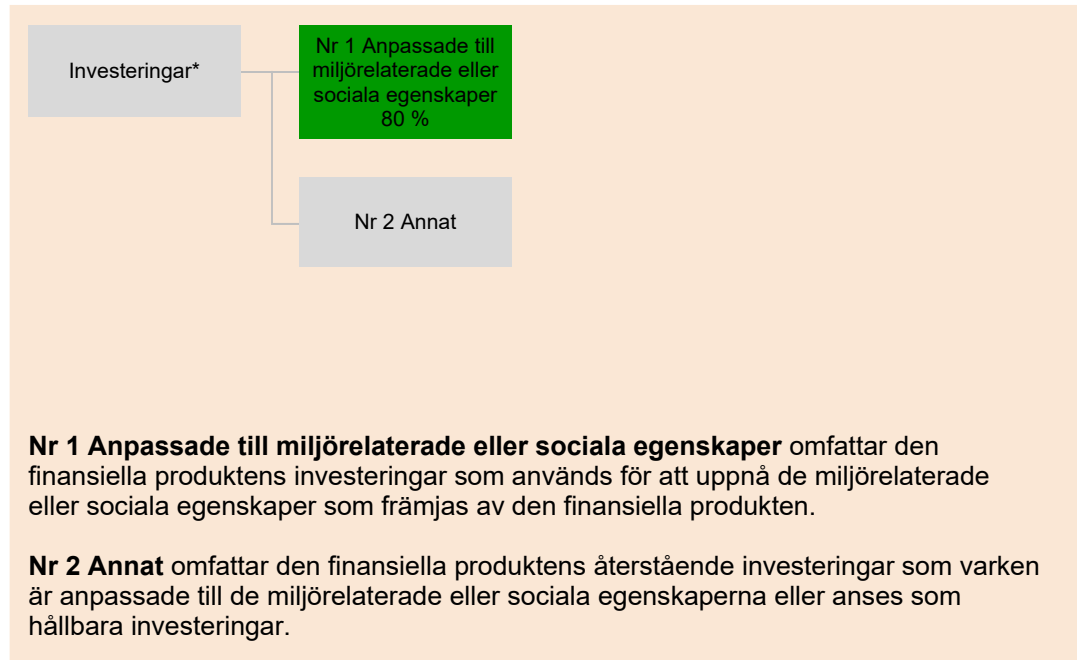 Investeringar*
Nr 1 Anpassade till
miljörelaterade eller
sociala egenskaper
80 %
Nr 2 Annat
Nr 1 Anpassade till miljörelaterade eller sociala egenskaper omfattar den
finansiella produktens investeringar som används för att uppnå de miljörelaterade
eller sociala egenskaper som främjas av den finansiella produkten.
Nr 2 Annat omfattar den finansiella produktens återstående investeringar som varken
är anpassade till de miljörelaterade eller sociala egenskaperna eller anses som
hållbara investeringar.